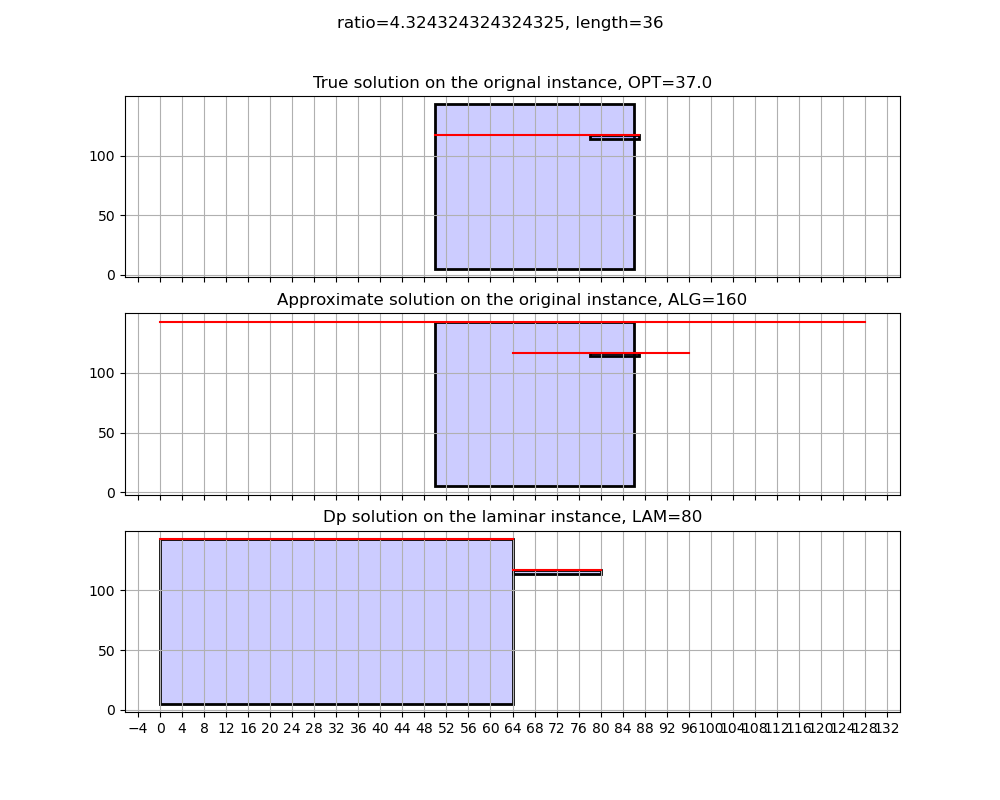 ratio=4.324324324324325, length=36
True solution on the orignal instance, OPT=37.0
100
50
0
Approximate solution on the original instance, ALG=160
100
50
0
Dp solution on the laminar instance, LAM=80
100
50
0
−4 0 4 8 12 16 20 24 28 32 36 40 44 48 52 56 60 64 68 72 76 80 84 88 92 96 100 104 108 112 116 120 124 128 132